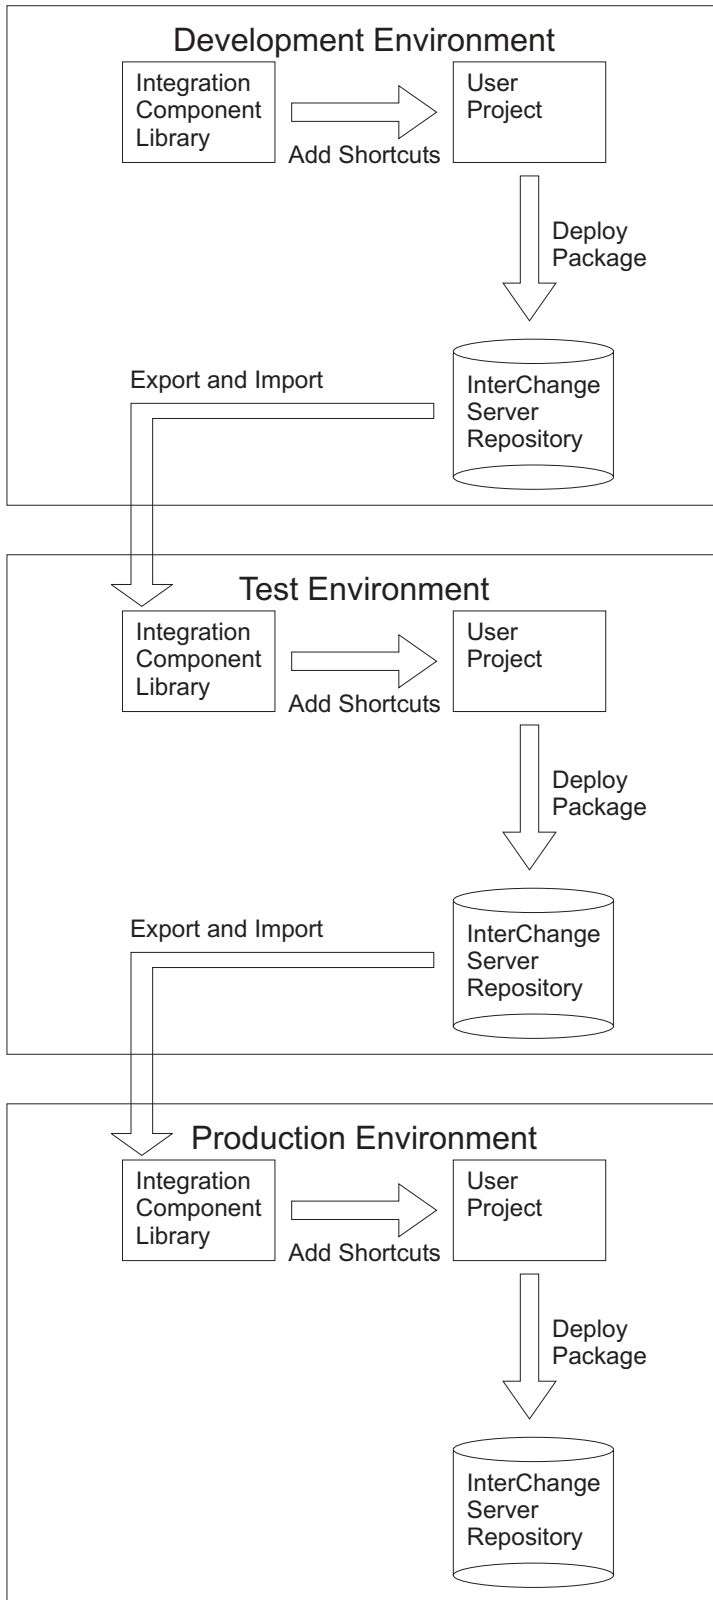 Development Environment
Integration
Component
Library
Add Shortcuts
User
Project
Deploy
Package
InterChange
Server
Repository
Export and Import
Test Environment
Integration
Component
Library
Add Shortcuts
User
Project
Deploy
Package
InterChange
Server
Repository
Export and Import
Production Environment
Integration
Component
Library
Add Shortcuts
User
Project
Deploy
Package
InterChange
Server
Repository